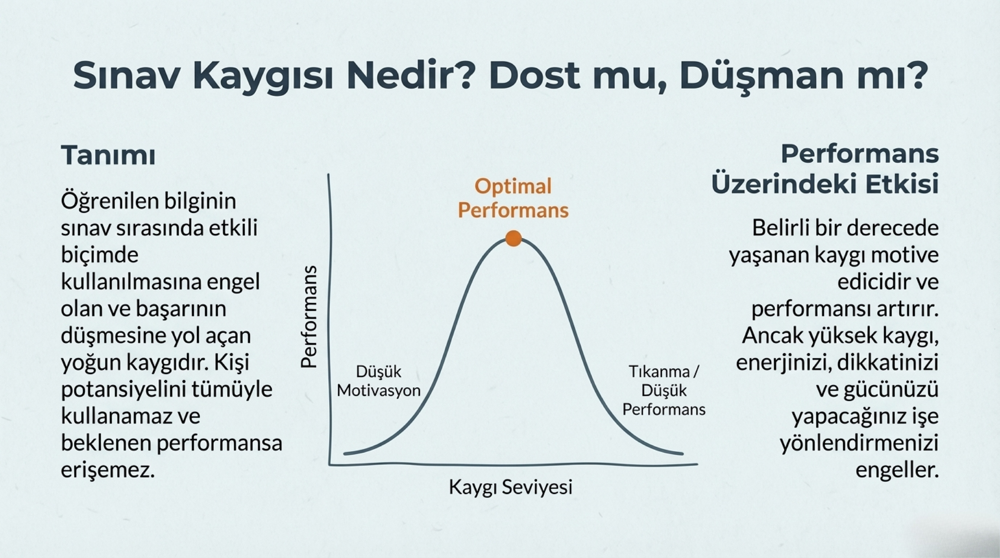 Sınav Kaygısı Nedir? Dost mu, Düşman mı?
Tanımı
Öğrenilen bilginin
sınav sırasında etkili
biçimde
kullanılmasına engel
olan ve başarının
düşmesine yol açan
yoğun kaygıdır. Kişi
potansiyelini tümüyle
kullanamaz ve
beklenen performansa
erişemez.
Optimal
Performans
Performans
Düşük
Motivasyon
Tıkanma /
Düşük
Performans
Kaygı Seviyesi
Performans
Üzerindeki Etkisi
Belirli bir derecede
yaşanan kaygı motive
edicidir ve
performansı artırır.
Ancak yüksek kaygı,
enerjinizi, dikkatinizi
ve gücünüzü
yapacağınız işe
yönlendirmenizi
engeller.